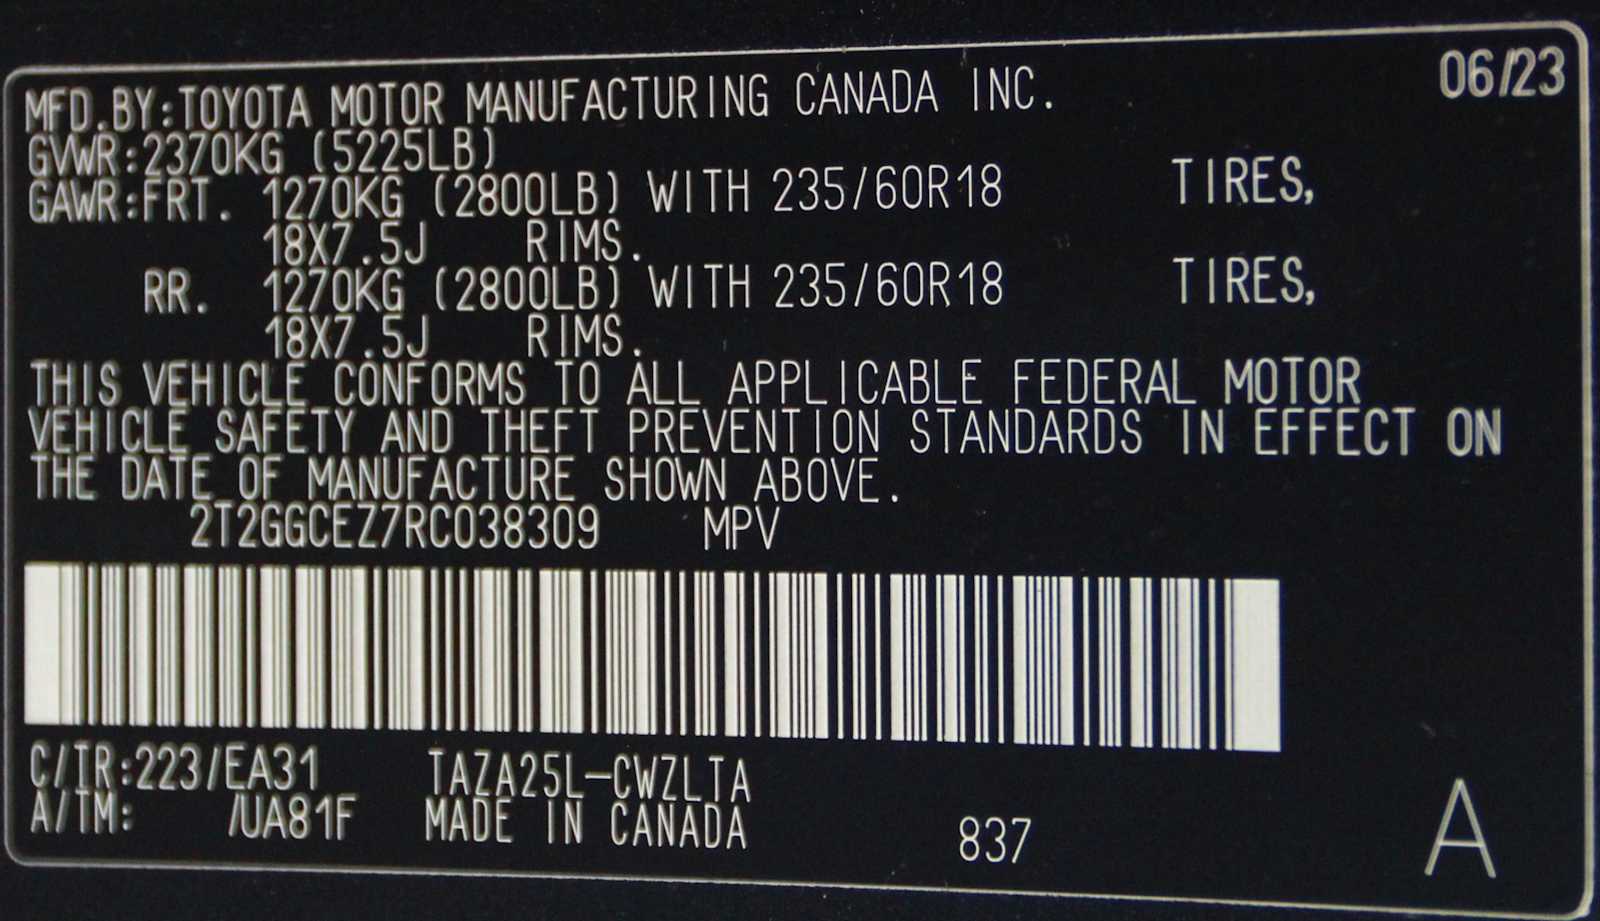 06/23
MFD.BY:TOYOTA MOTOR MANUFACTURING CANADA INC.
GVWR:2370KG (5225LB)
GAWR:FRT. 1270KG (2800LB) WITH 235/60R18 TIRES,
18X7.5J RIMS.
RR. 1270KG (2800LB) WITH 235/60R18 TIRES,
18X7.5J RIMS.
THIS VEHICLE CONFORMS TO ALL APPLICABLE FEDERAL MOTOR
VEHICLE SAFETY AND THEFT PREVENTION STANDARDS IN EFFECT ON
THE DATE OF MANUFACTURE SHOWN ABOVE.
2T2GGCEZ7RC038309 MPV
C/TR:223/EA31 TAZA25L-CWZLTA
A/TM: /UA81F MADE IN CANADA
837
A